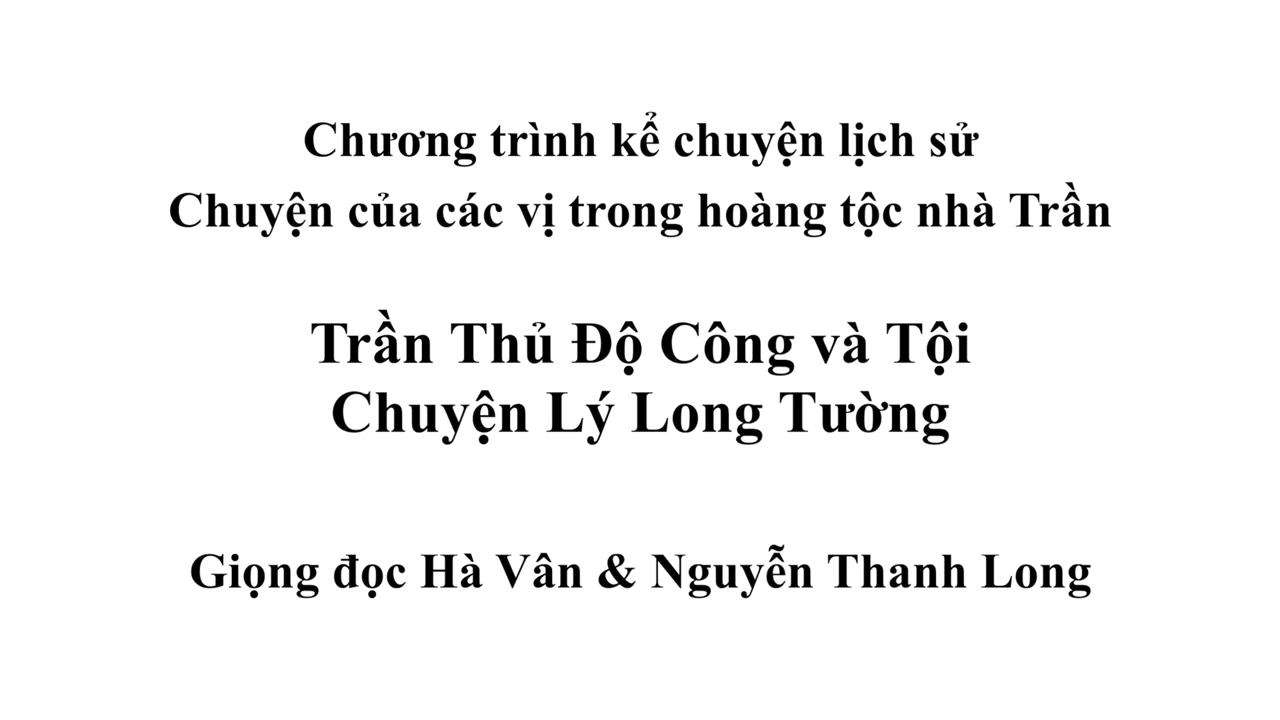 Chương trình kể chuyện lịch sử
Chuyện của các vị trong hoàng tộc nhà Trần
Trần Thủ Độ Công và Tội
Chuyện Lý Long Tường
Giọng đọc Hà Vân & Nguyễn Thanh Long